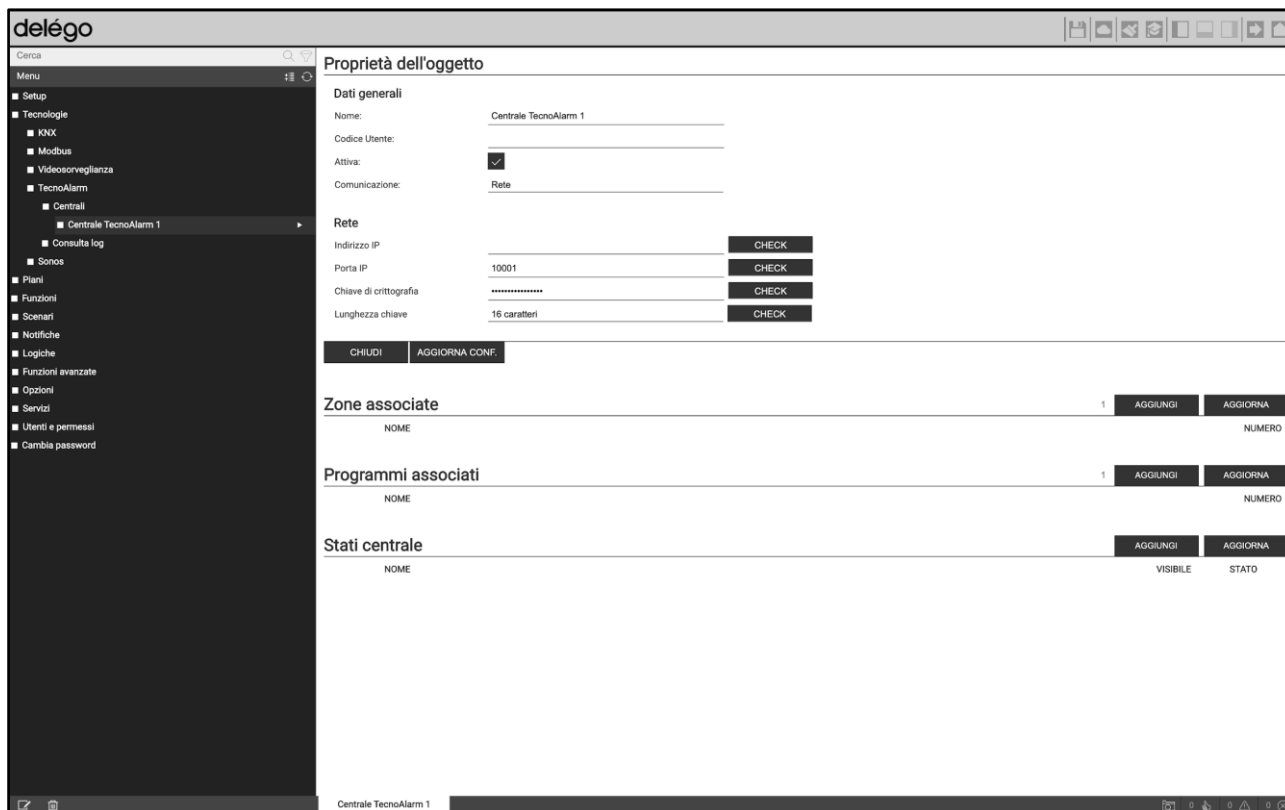 delégo
Cerca
Menu
Setup
Tecnologie
KNX
Modbus
Videosorveglianza
TecnoAlarm
Centrali
Centrale TecnoAlarm 1
Consulta log
Sonos
Piani
Funzioni
Scenari
Notifiche
Logiche
Funzioni avanzate
Opzioni
Servizi
Utenti e permessi
Cambia password
Proprietà dell'oggetto
Dati generali
Nome: Centrale TecnoAlarm 1
Codice Utente:
Attiva:
Comunicazione: Rete
Rete
Indirizzo IP CHECK
Porta IP 10001 CHECK
Chiave di crittografia •••••••••••••••• CHECK
Lunghezza chiave 16 caratteri CHECK
CHIUDI AGGIORNA CONF.
Zone associate 1 AGGIUNGI AGGIORNA
NOME NUMERO
Programmi associati 1 AGGIUNGI AGGIORNA
NOME NUMERO
Stati centrale AGGIUNGI AGGIORNA
NOME VISIBILE STATO
Centrale TecnoAlarm 1 0 0 0